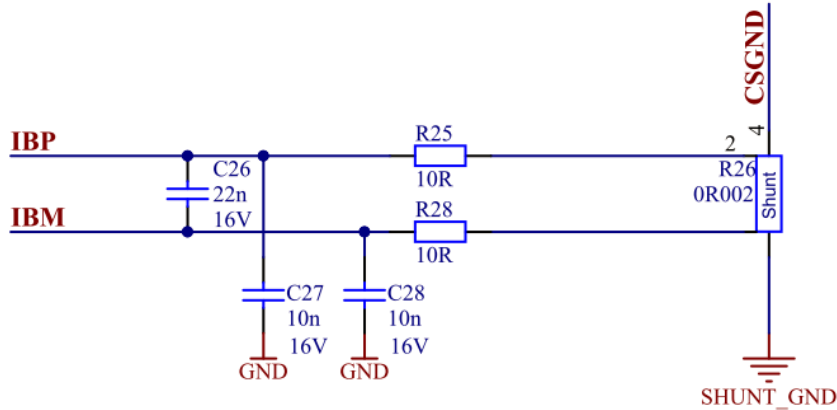 CSGND
IBP
R25
2
4
C26
10R
R26
22n
0R002
Shunt
IBM
16V
R28
10R
C27
C28
10n
10n
16V
16V
GND
GND
SHUNT_GND